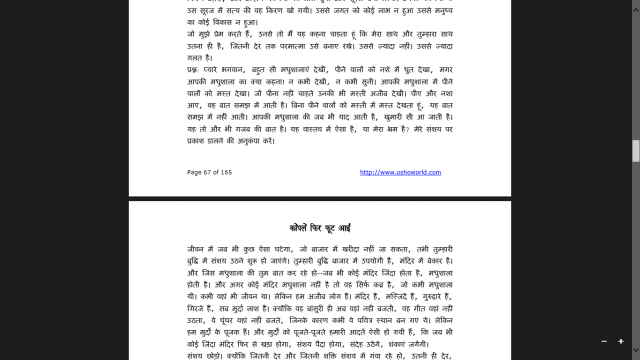 उस सूरज में सत्य की वह किरण खो गयी। उससे जगत को कोई लाभ न हुआ उससे मनुष्य
का कोई विकास न हुआ।
जो मुझे प्रेम करते हैं, उनसे तो मैं यह कहना चाहता हूं कि मेरा साथ और तुम्हारा साथ
उतना ही है, जितनी देर तक परमात्मा उसे बनाए रखे। उससे ज्यादा नहीं। उससे ज्यादा
गलत है।
प्रश्न: प्यारे भगवान, बहुत सी मधुशालाएं देखीं, पीने वालों को नशे में धुत देखा, मगर
आपकी मधुशाला का क्या कहना! न कभी देखी, न कभी सुनी। आपकी मधुशाला में पीने
वालों को मस्त देखा। जो पीना नहीं चाहते उनकी भी मस्ती अजीब देखी। पीए और नशा
आए, वह बात समझ में आती है। बिना पीने वालों को मस्ती में मस्त देखता हूं, यह बात
समझ में नहीं आती। आपकी मधुशाला की जब भी याद आती है, खुमारी सी आ जाती है।
यह तो और भी गजब की बात है। यह वास्तव में ऐसा है, या मेरा भ्रम है? मेरे संशय पर
प्रकाश डालने की अनुकंपा करें।
Page 67 of 165 http://www.oshoworld.com
कोंपलें फिर फूट आईं
जीवन में जब भी कुछ ऐसा घटेगा, जो बाजार में खरीदा नहीं जा सकता, तभी तुम्हारी
बुद्धि में संशय उठने शुरू हो जाएंगे। तुम्हारी बुद्धि बाजार में उपयोगी है, मंदिर में बेकार है।
और जिस मधुशाला की तुम बात कर रहे हो--जब भी कोई मंदिर जिंदा होता है, मधुशाला
होती है। और अगर कोई मंदिर मधुशाला नहीं है तो वह सिर्फ कब्र है, जो कभी मधुशाला
थी। कभी वहां भी जीवन था। लेकिन हम अजीब लोग हैं। मंदिर हैं, मस्जिदें हैं, गुरुद्वारे हैं,
गिरजे हैं, सब मुर्दा लाश हैं। क्योंकि वह बांसुरी ही अब वहां नहीं बजती, वह गीत वहां नहीं
उठता, वे घूंघर वहां नहीं बजते, जिनके कारण कभी वे पवित्र स्थान बन गए थे। लेकिन
हम मुर्दों के पूजक हैं। और मुर्दों को पूजते-पूजते हमारी आदतें ऐसी हो गयी हैं, कि जब भी
कोई जिंदा मंदिर फिर से खड़ा होगा, संशय पैदा होगा, संदेह उठेंगे, शंकाएं जगेंगी।
संशय छोड़ो। क्योंकि जितनी देर और जितनी शक्ति संशय में गंवा रहे हो, उतनी ही देर,